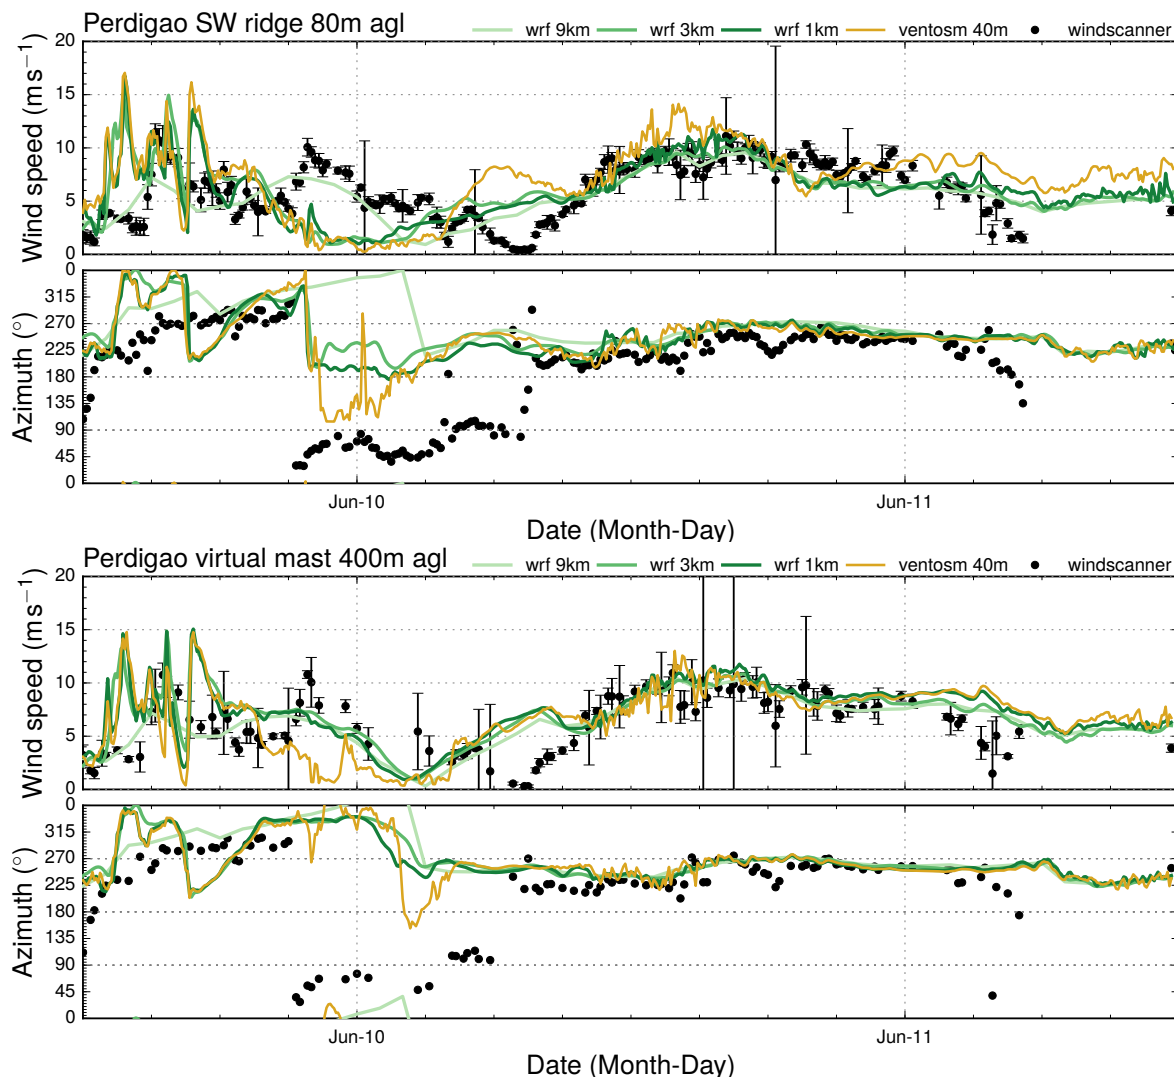 Perdigao SW ridge 80m agl
wrf 9km wrf 3km wrf 1km ventosm 40m windscanner
20
15
10
5
0
Wind speed (m s⁻¹)
0
315
270
225
180
135
90
45
0
Azimuth (°)
Jun-10 Jun-11
Date (Month-Day)
Perdigao virtual mast 400m agl
wrf 9km wrf 3km wrf 1km ventosm 40m windscanner
20
15
10
5
0
Wind speed (m s⁻¹)
0
315
270
225
180
135
90
45
0
Azimuth (°)
Jun-10 Jun-11
Date (Month-Day)